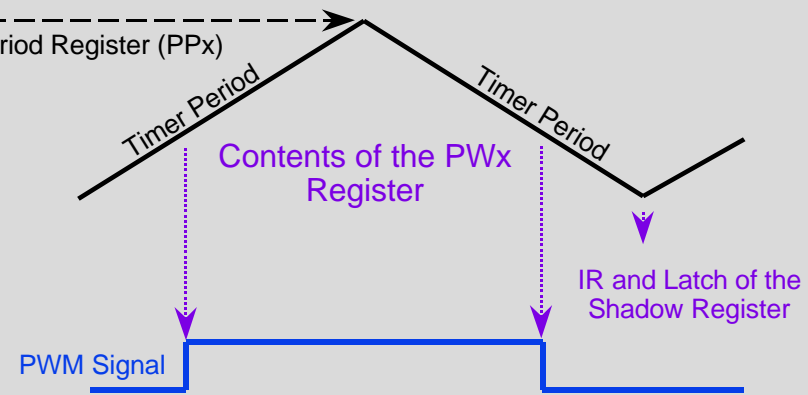 riod Register (PPx)
Timer Period
Timer Period
Contents of the PWx
Register
IR and Latch of the
Shadow Register
PWM Signal